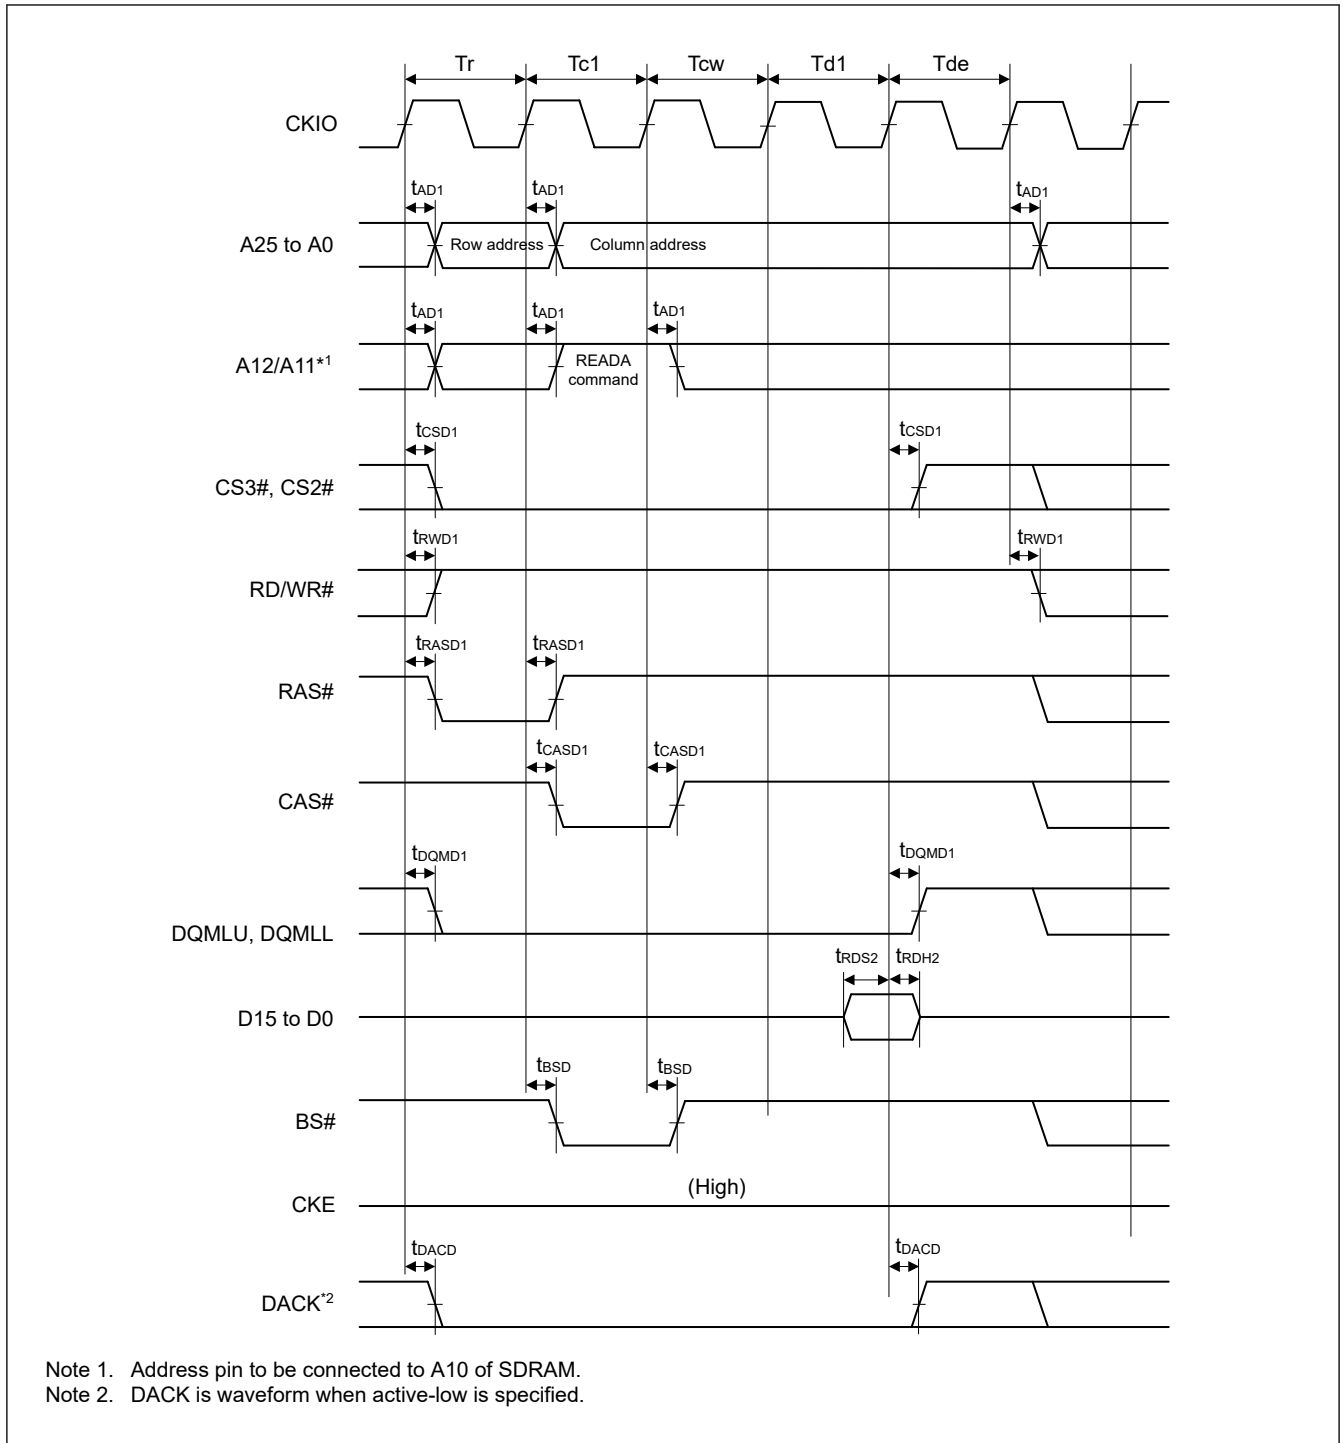 Tr Tc1 Tcw Td1 Tde
CKIO
tAD1 tAD1 tAD1
A25 to A0 Row address Column address
tAD1 tAD1 tAD1
A12/A11*1 READA
command
tCSD1 tCSD1
CS3#, CS2#
tRWD1 tRWD1
RD/WR#
tRASD1 tRASD1
RAS#
tCASD1 tCASD1
CAS#
tDQMD1 tDQMD1
DQMLU, DQMLL
tRDS2 tRDH2
D15 to D0
tBSD tBSD
BS#
(High)
CKE
tDACD tDACD
DACK*2
Note 1. Address pin to be connected to A10 of SDRAM.
Note 2. DACK is waveform when active-low is specified.